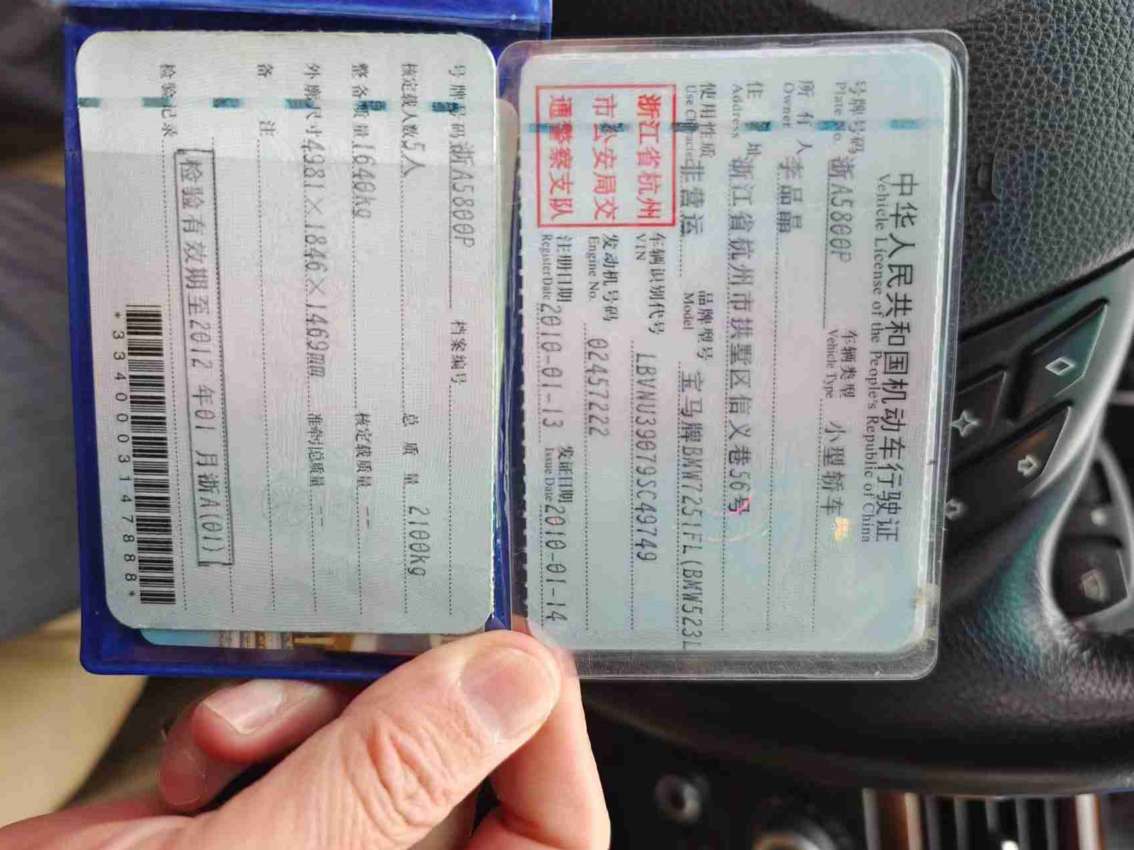 中华人民共和国机动车行驶证
Vehicle License of the People's Republic of China
号牌号码 浙A5800P 车辆类型 小型轿车
Plate No. Vehicle Type
所有人 李
Owner
住址 浙江省杭州市拱墅区信义巷56号
Address
使用性质 非营运 品牌型号 宝马牌BMW7251FL(BMW523L
Use Character Model
浙江省杭州
市公安局交
通警察支队
车辆识别代号 LBVNU39079SC49749
VIN
发动机号码 02457222
Engine No.
注册日期 2010-01-13 发证日期 2010-01-14
Register Date Issue Date
号牌号码 浙A5800P 档案编号
核定载人数 5人 总质量 2100kg
整备质量 1640kg 核定载质量 --
外廓尺寸 4981×1846×1469mm 准牵引总质量 --
备注
检验有效期至2012年01月浙A(01)
检验记录
*3340003147888*